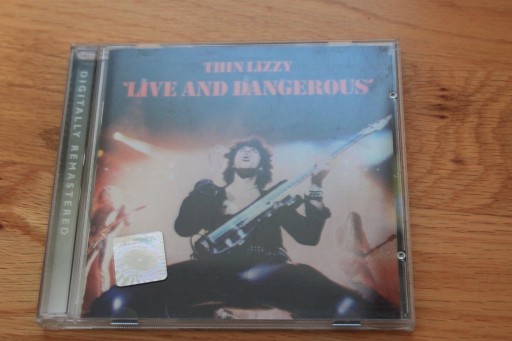 THIN LIZZY
'LIVE AND DANGEROUS'
DIGITALLY REMASTERED